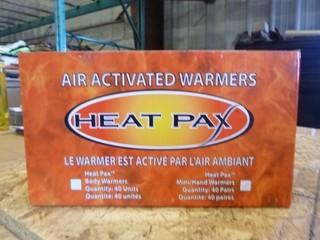 AIR ACTIVATED WARMERS
HEAT PAX
LE WARMER EST ACTIVÉ PAR L'AIR AMBIANT
Heat Pax™
Body Warmers
Quantity: 40 Units
Quantité: 40 unités
Heat Pax™
Mini/Hand Warmers
Quantity: 40 Pairs
Quantité: 40 paires